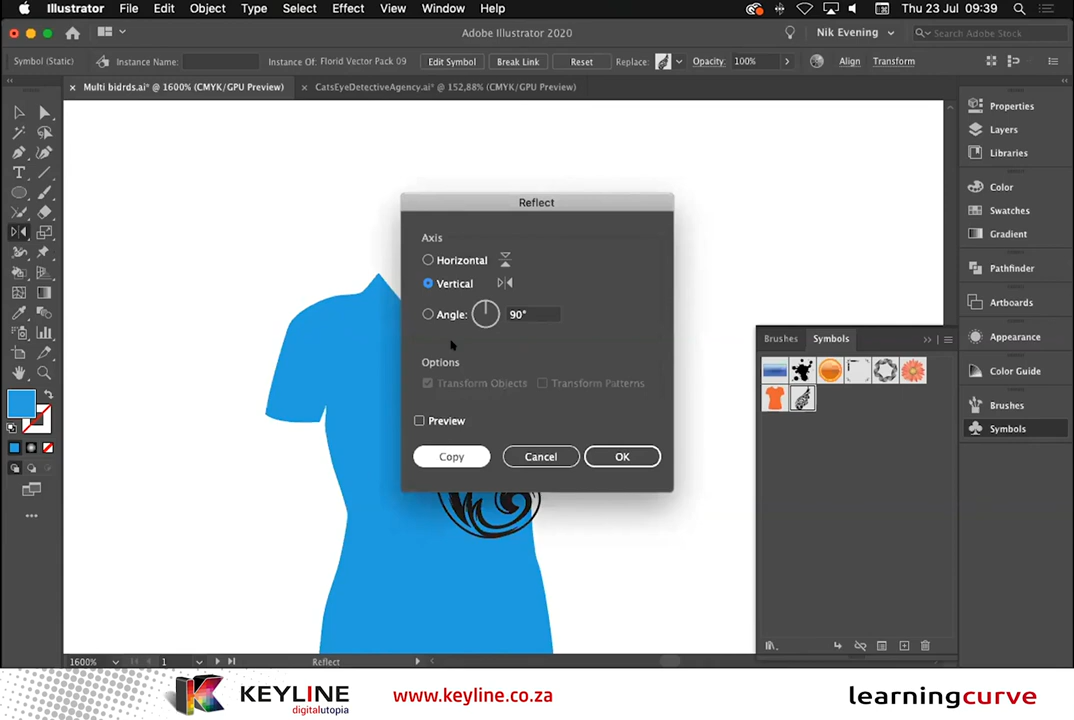 Illustrator File Edit Object Type Select Effect View Window Help Thu 23 Jul 09:39
Adobe Illustrator 2020 Nik Evening Search Adobe Stock
Symbol (Static) Instance Name: Instance Of: Florid Vector Pack 09 Edit Symbol Break Link Reset Replace: Opacity: 100% Align Transform
Multi bidrds.ai* @ 1600% (CMYK/GPU Preview) CatsEyeDetectiveAgency.ai* @ 152,88% (CMYK/GPU Preview)
Properties
Layers
Libraries
Color
Swatches
Gradient
Pathfinder
Artboards
Appearance
Color Guide
Brushes
Symbols
Reflect
Axis
Horizontal
Vertical
Angle: 90°
Options
Transform Objects Transform Patterns
Preview
Copy Cancel OK
Brushes Symbols
1600% 1 Reflect
KEYLINE
digitalutopia
www.keyline.co.za
learningcurve